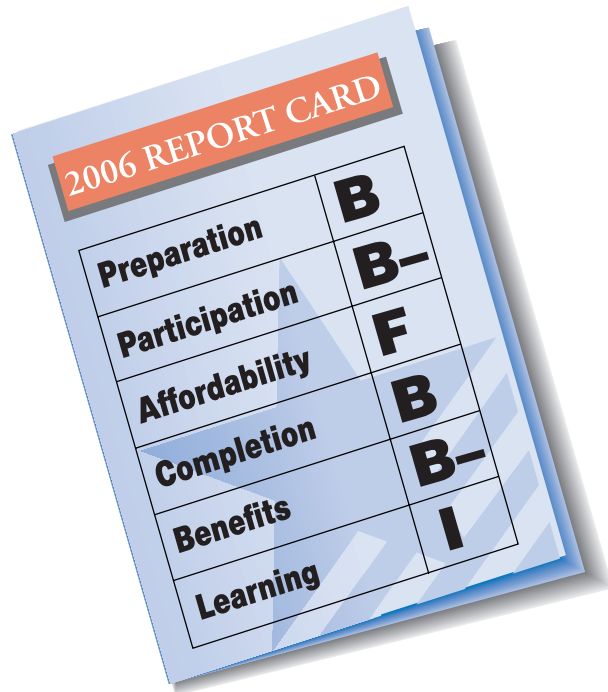 2006 REPORT CARD
Preparation B
Participation B–
Affordability F
Completion B
Benefits B–
Learning I